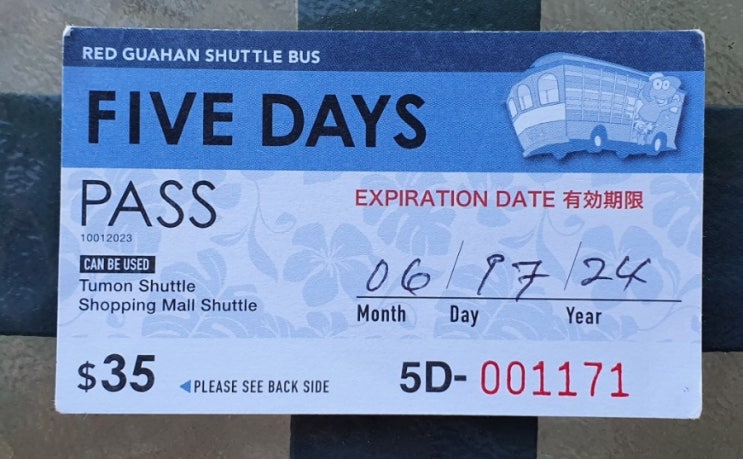 RED GUAHAN SHUTTLE BUS
FIVE DAYS
PASS
10012023
CAN BE USED
Tumon Shuttle
Shopping Mall Shuttle
EXPIRATION DATE 有効期限
06/17/24
Month Day Year
$35
◀PLEASE SEE BACK SIDE
5D-001171